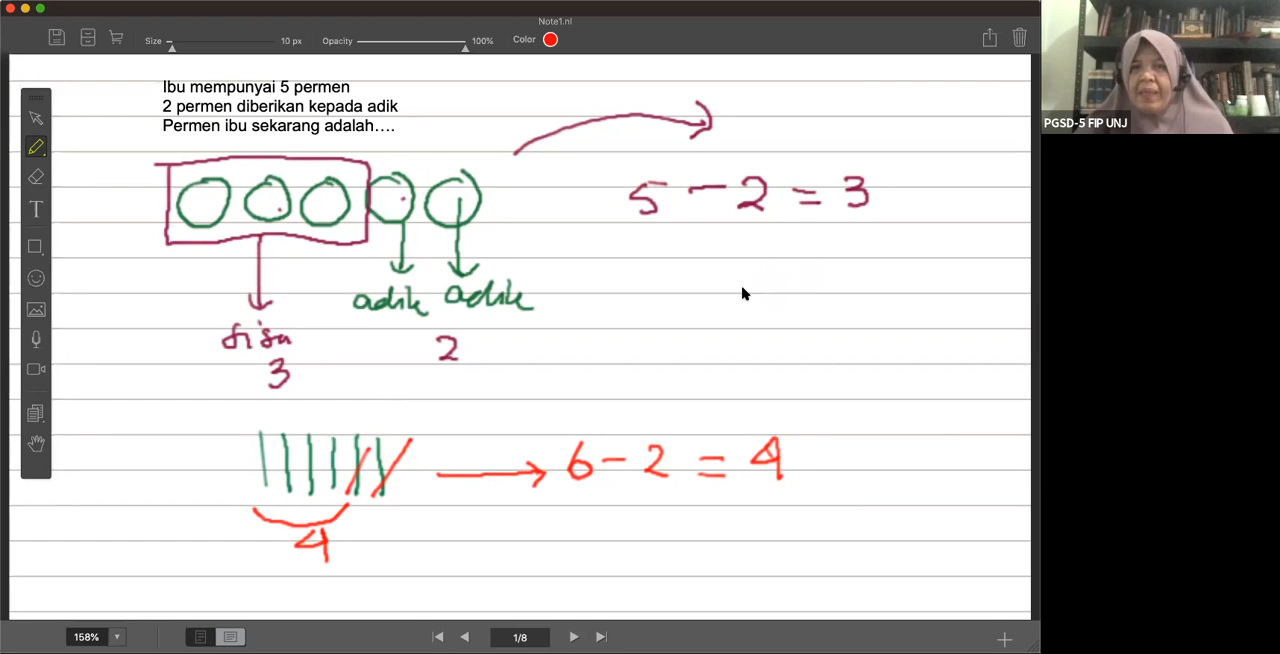 Note1.nl
Size 10 px Opacity 100% Color
PGSD-5 FIP UNJ
Ibu mempunyai 5 permen
2 permen diberikan kepada adik
Permen ibu sekarang adalah....
5 - 2 = 3
adik adik
sisa
2
3
6 - 2 = 4
4
158% 1/8